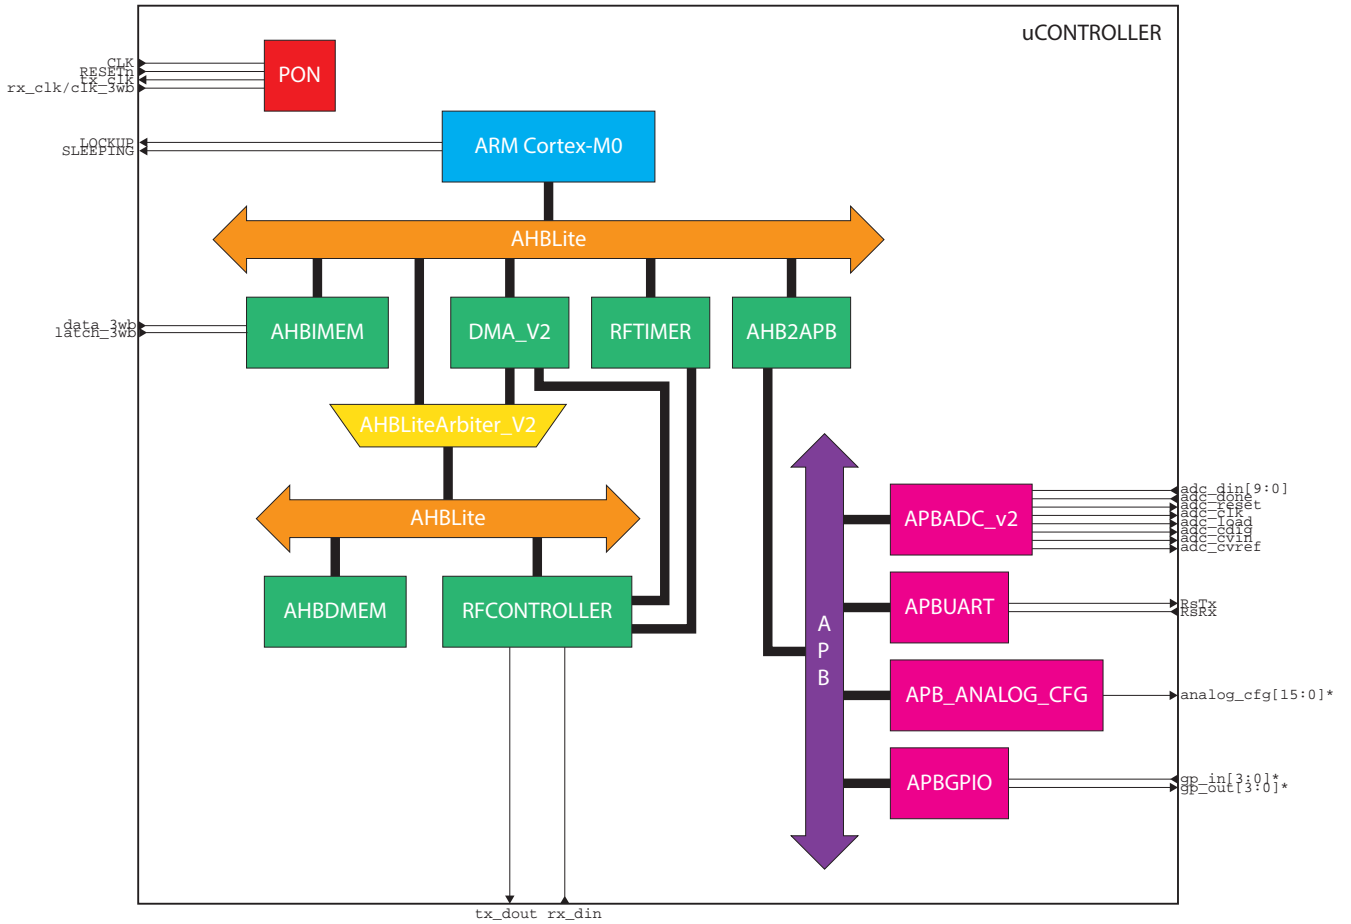 uCONTROLLER
CLK
RESETn
tx_clk
rx_clk/clk_3wb
PON
LOCKUP
SLEEPING
ARM Cortex-M0
AHBLite
data_3wb
latch_3wb
AHBIMEM
DMA_V2
RFTIMER
AHB2APB
AHBLiteArbiter_V2
AHBLite
AHBDMEM
RFCONTROLLER
A
P
B
APBADC_v2
adc_din[9:0]
adc_done
adc_reset
adc_clk
adc_load
adc_cdig
adc_cvin
adc_cvref
APBUART
RsTx
RsRx
APB_ANALOG_CFG
analog_cfg[15:0]*
APBGPIO
gp_in[3:0]*
gp_out[3:0]*
tx_dout rx_din